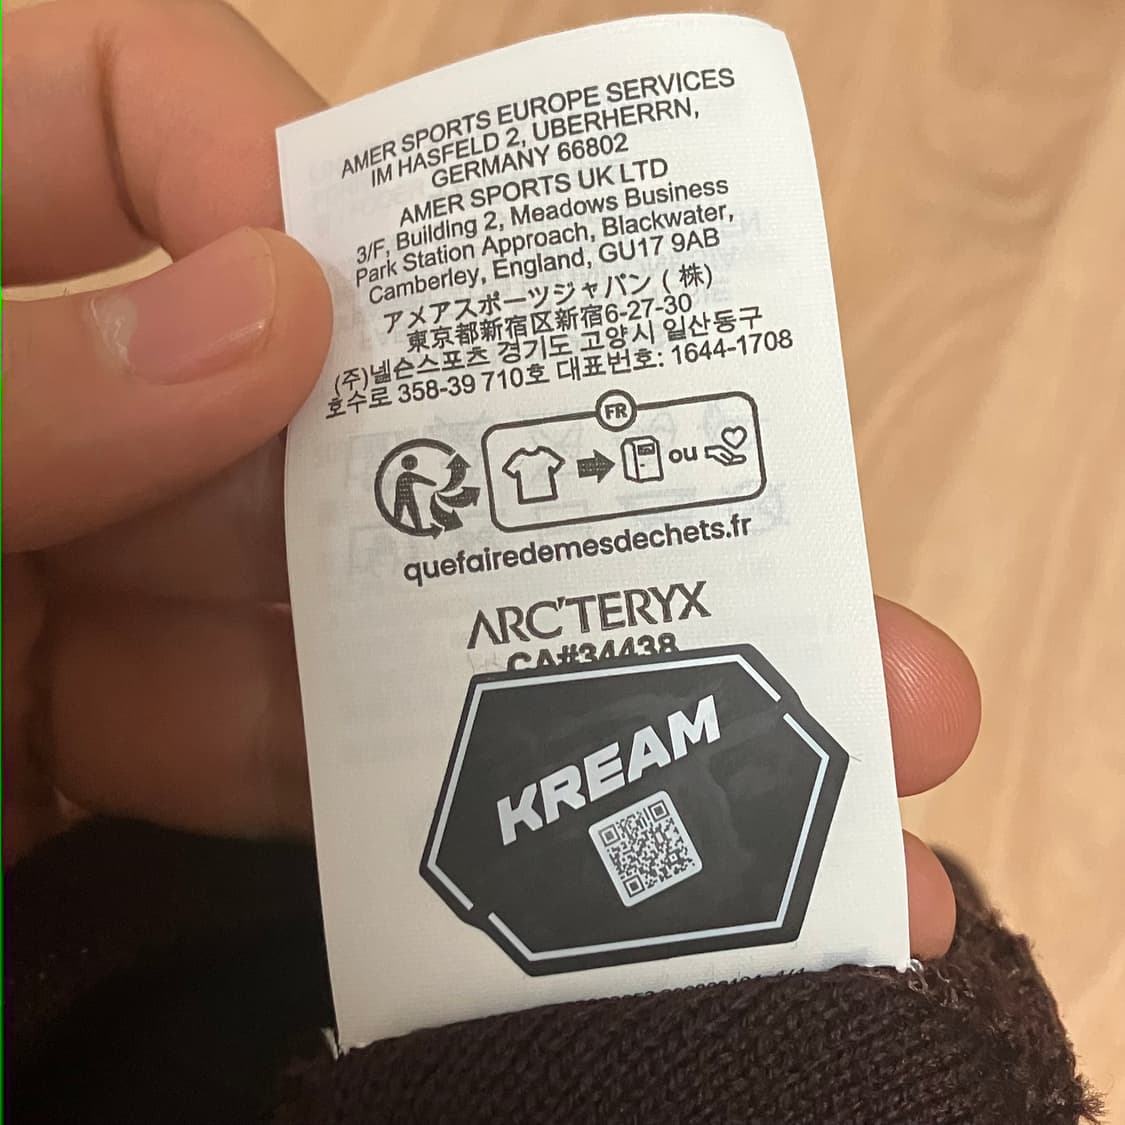 AMER SPORTS EUROPE SERVICES
IM HASFELD 2, UBERHERRN,
GERMANY 66802
AMER SPORTS UK LTD
3/F, Building 2, Meadows Business
Park Station Approach, Blackwater,
Camberley, England, GU17 9AB
アメアスポーツジャパン (株)
東京都新宿区新宿6-27-30
(주)넬슨스포츠 경기도 고양시 일산동구
호수로 358-39 710호 대표번호: 1644-1708
FR
ou
quefairedemesdechets.fr
ARC'TERYX
CA#34438
KREAM